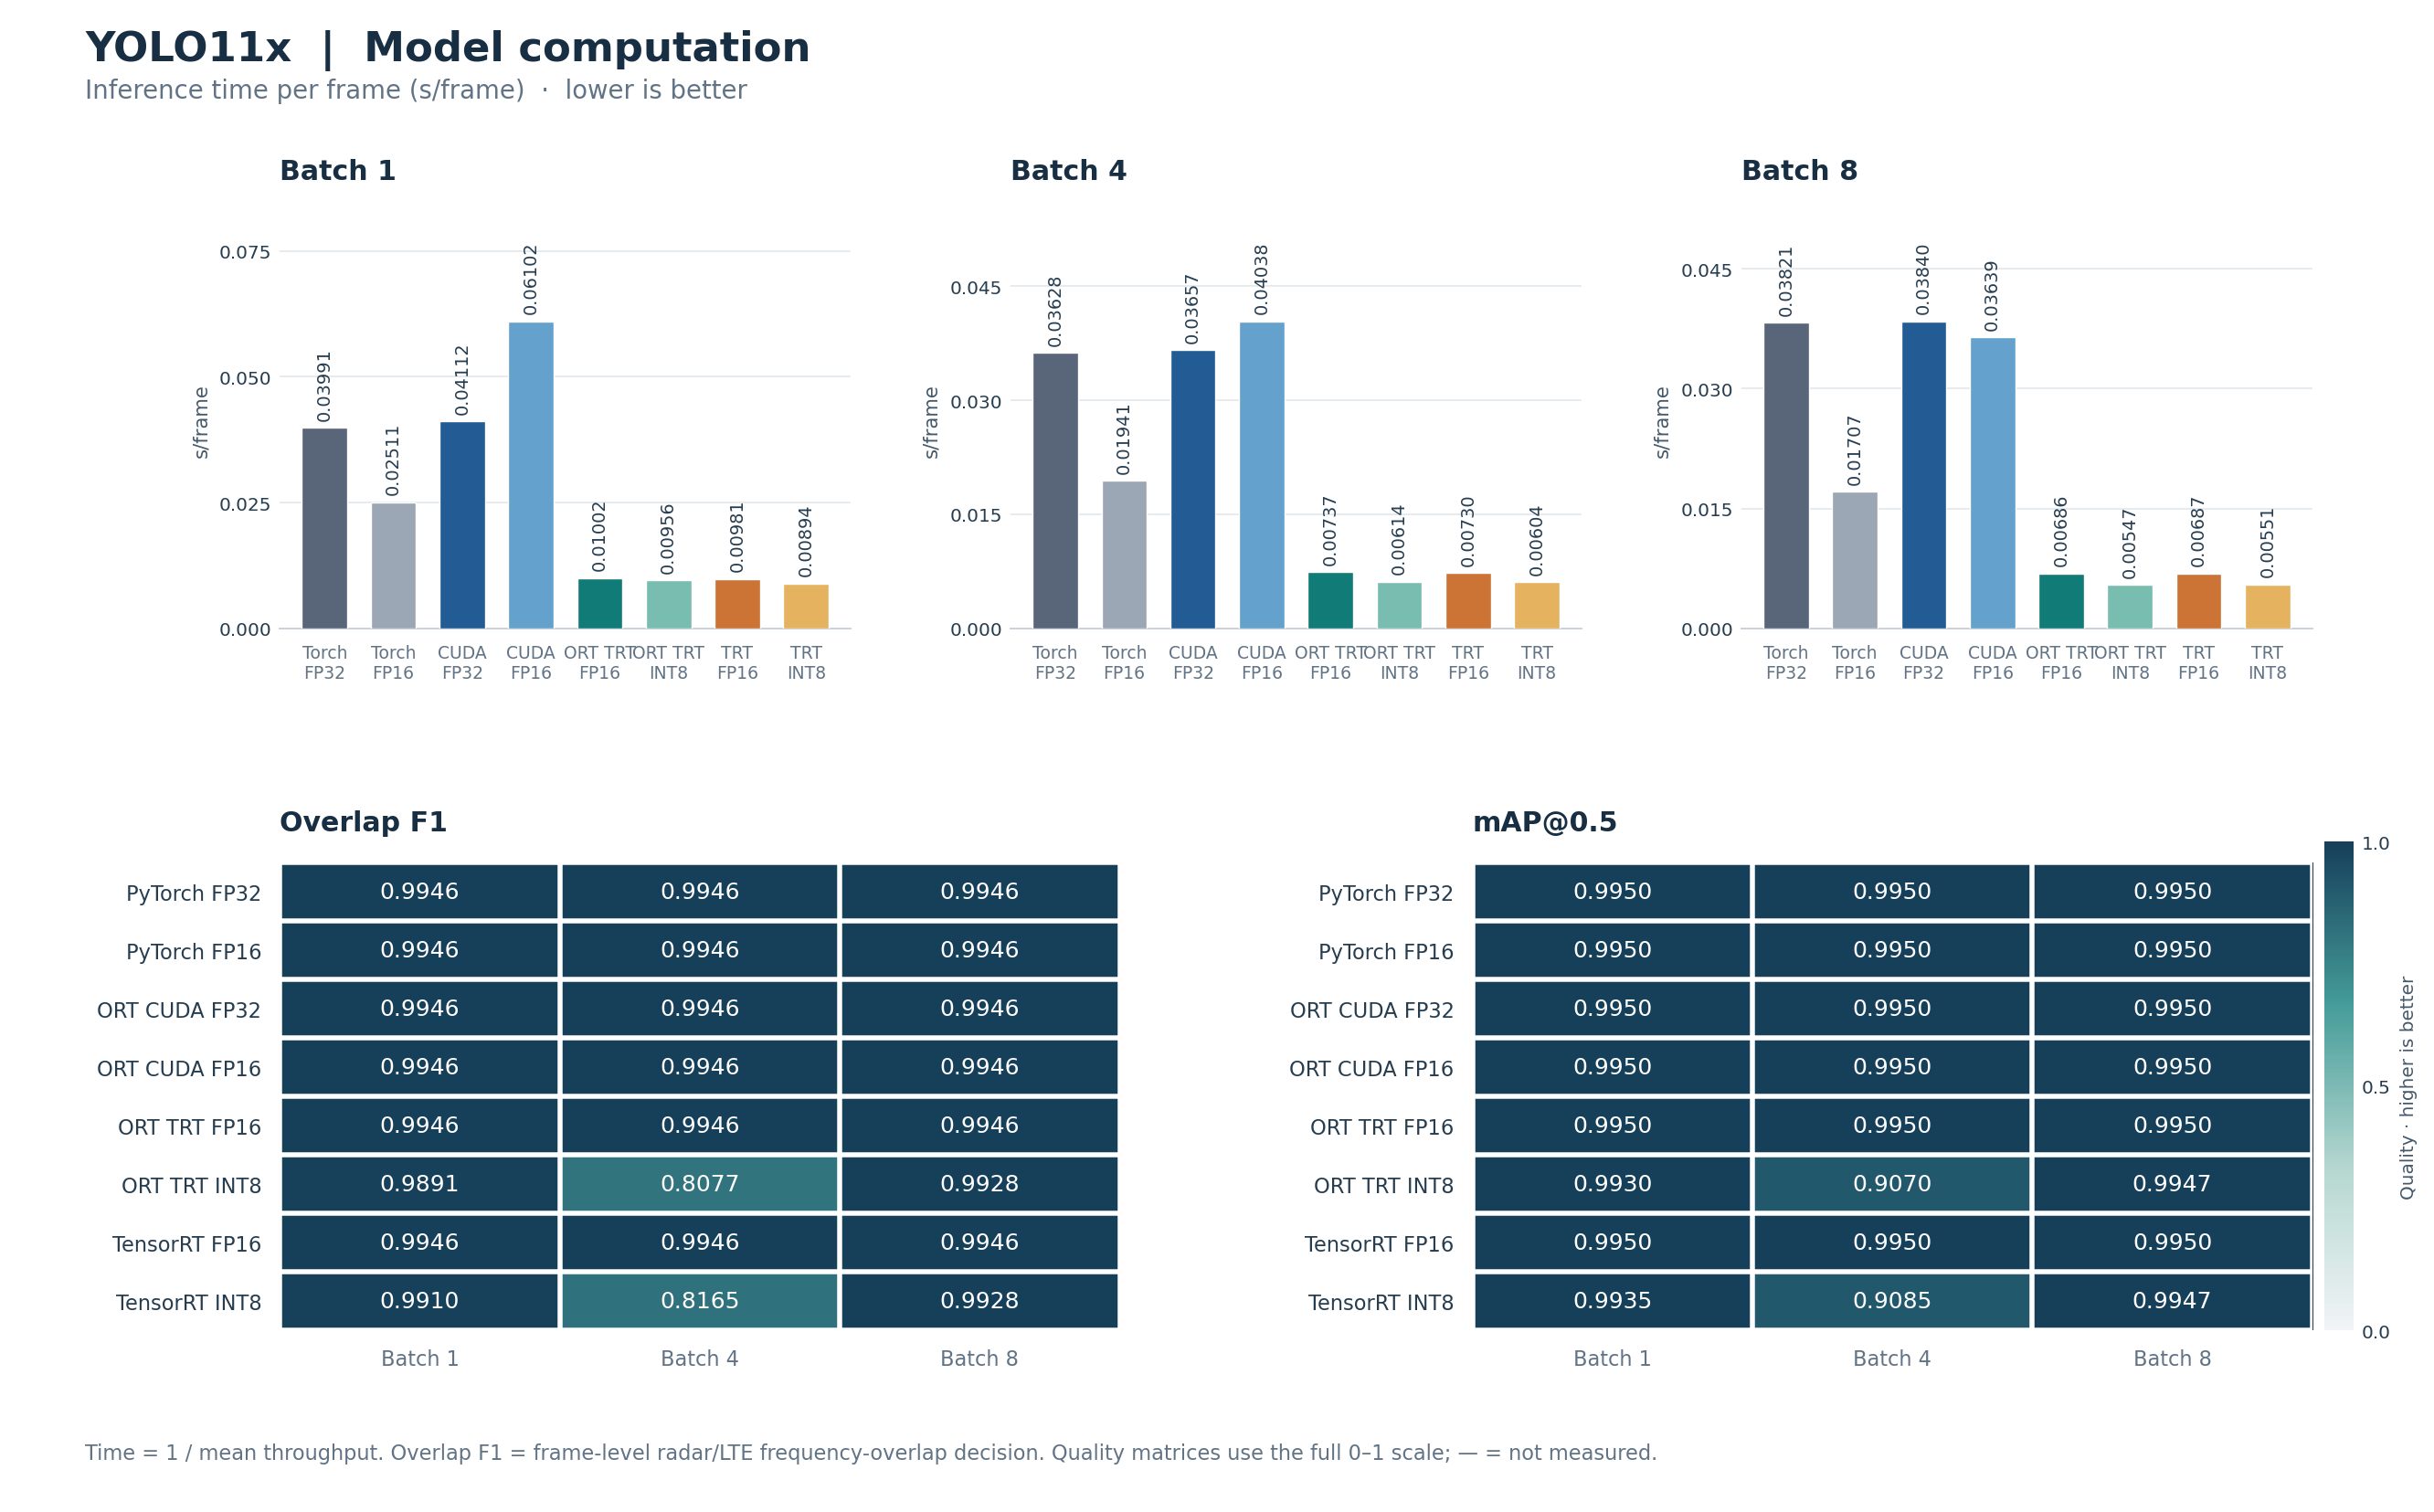 YOLO11x | Model computation
Inference time per frame (s/frame) · lower is better
Batch 1
s/frame
0.075
0.050
0.025
0.000
0.03991
0.02511
0.04112
0.06102
0.01002
0.00956
0.00981
0.00894
Torch FP32
Torch FP16
CUDA FP32
CUDA FP16
ORT TRT FP16
ORT TRT INT8
TRT FP16
TRT INT8
Batch 4
s/frame
0.045
0.030
0.015
0.000
0.03628
0.01941
0.03657
0.04038
0.00737
0.00614
0.00730
0.00604
Torch FP32
Torch FP16
CUDA FP32
CUDA FP16
ORT TRT FP16
ORT TRT INT8
TRT FP16
TRT INT8
Batch 8
s/frame
0.045
0.030
0.015
0.000
0.03821
0.01707
0.03840
0.03639
0.00686
0.00547
0.00687
0.00551
Torch FP32
Torch FP16
CUDA FP32
CUDA FP16
ORT TRT FP16
ORT TRT INT8
TRT FP16
TRT INT8
Overlap F1
PyTorch FP32 0.9946 0.9946 0.9946
PyTorch FP16 0.9946 0.9946 0.9946
ORT CUDA FP32 0.9946 0.9946 0.9946
ORT CUDA FP16 0.9946 0.9946 0.9946
ORT TRT FP16 0.9946 0.9946 0.9946
ORT TRT INT8 0.9891 0.8077 0.9928
TensorRT FP16 0.9946 0.9946 0.9946
TensorRT INT8 0.9910 0.8165 0.9928
Batch 1 Batch 4 Batch 8
mAP@0.5
PyTorch FP32 0.9950 0.9950 0.9950
PyTorch FP16 0.9950 0.9950 0.9950
ORT CUDA FP32 0.9950 0.9950 0.9950
ORT CUDA FP16 0.9950 0.9950 0.9950
ORT TRT FP16 0.9950 0.9950 0.9950
ORT TRT INT8 0.9930 0.9070 0.9947
TensorRT FP16 0.9950 0.9950 0.9950
TensorRT INT8 0.9935 0.9085 0.9947
Batch 1 Batch 4 Batch 8
1.0
0.5
0.0
Quality · higher is better
Time = 1 / mean throughput. Overlap F1 = frame-level radar/LTE frequency-overlap decision. Quality matrices use the full 0–1 scale; — = not measured.